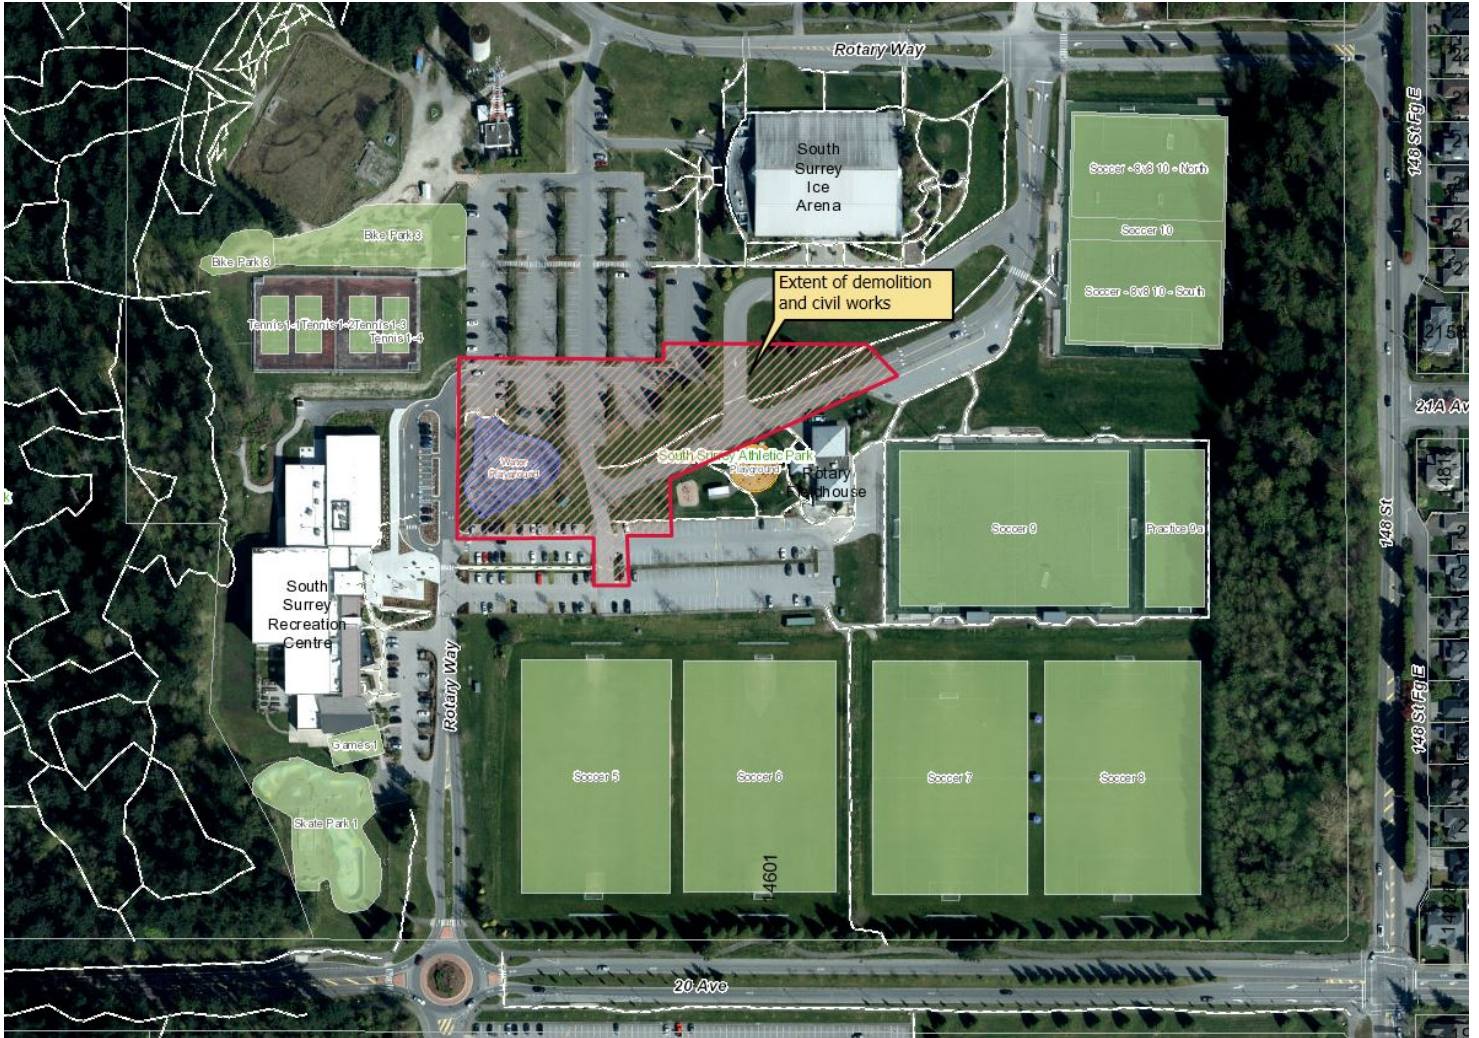 Rotary Way
148 St Fg E
South
Surrey
Ice
Arena
Soccer - 8v8 10 - North
Soccer 10
Soccer - 8v8 10 - South
Bike Park 3
Bike Park 3
Extent of demolition
and civil works
Tennis 1-1
Tennis 1-2
Tennis 1-3
Tennis 1-4
2158
21A Av
Water
Playground
South Surrey Athletic Park
Playground
Rotary
Fieldhouse
Soccer 9
Practice 9a
148 St
South
Surrey
Recreation
Centre
Rotary Way
148 St Fg E
Games 1
Soccer 5
Soccer 6
Soccer 7
Soccer 8
Skate Park 1
14601
20 Ave